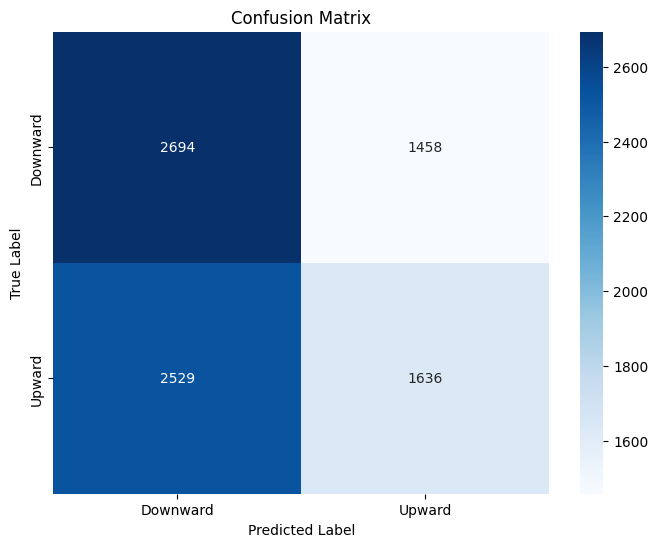 Confusion Matrix
Downward
2694
1458
Upward
2529
1636
True Label
Downward
Upward
Predicted Label
2600
2400
2200
2000
1800
1600